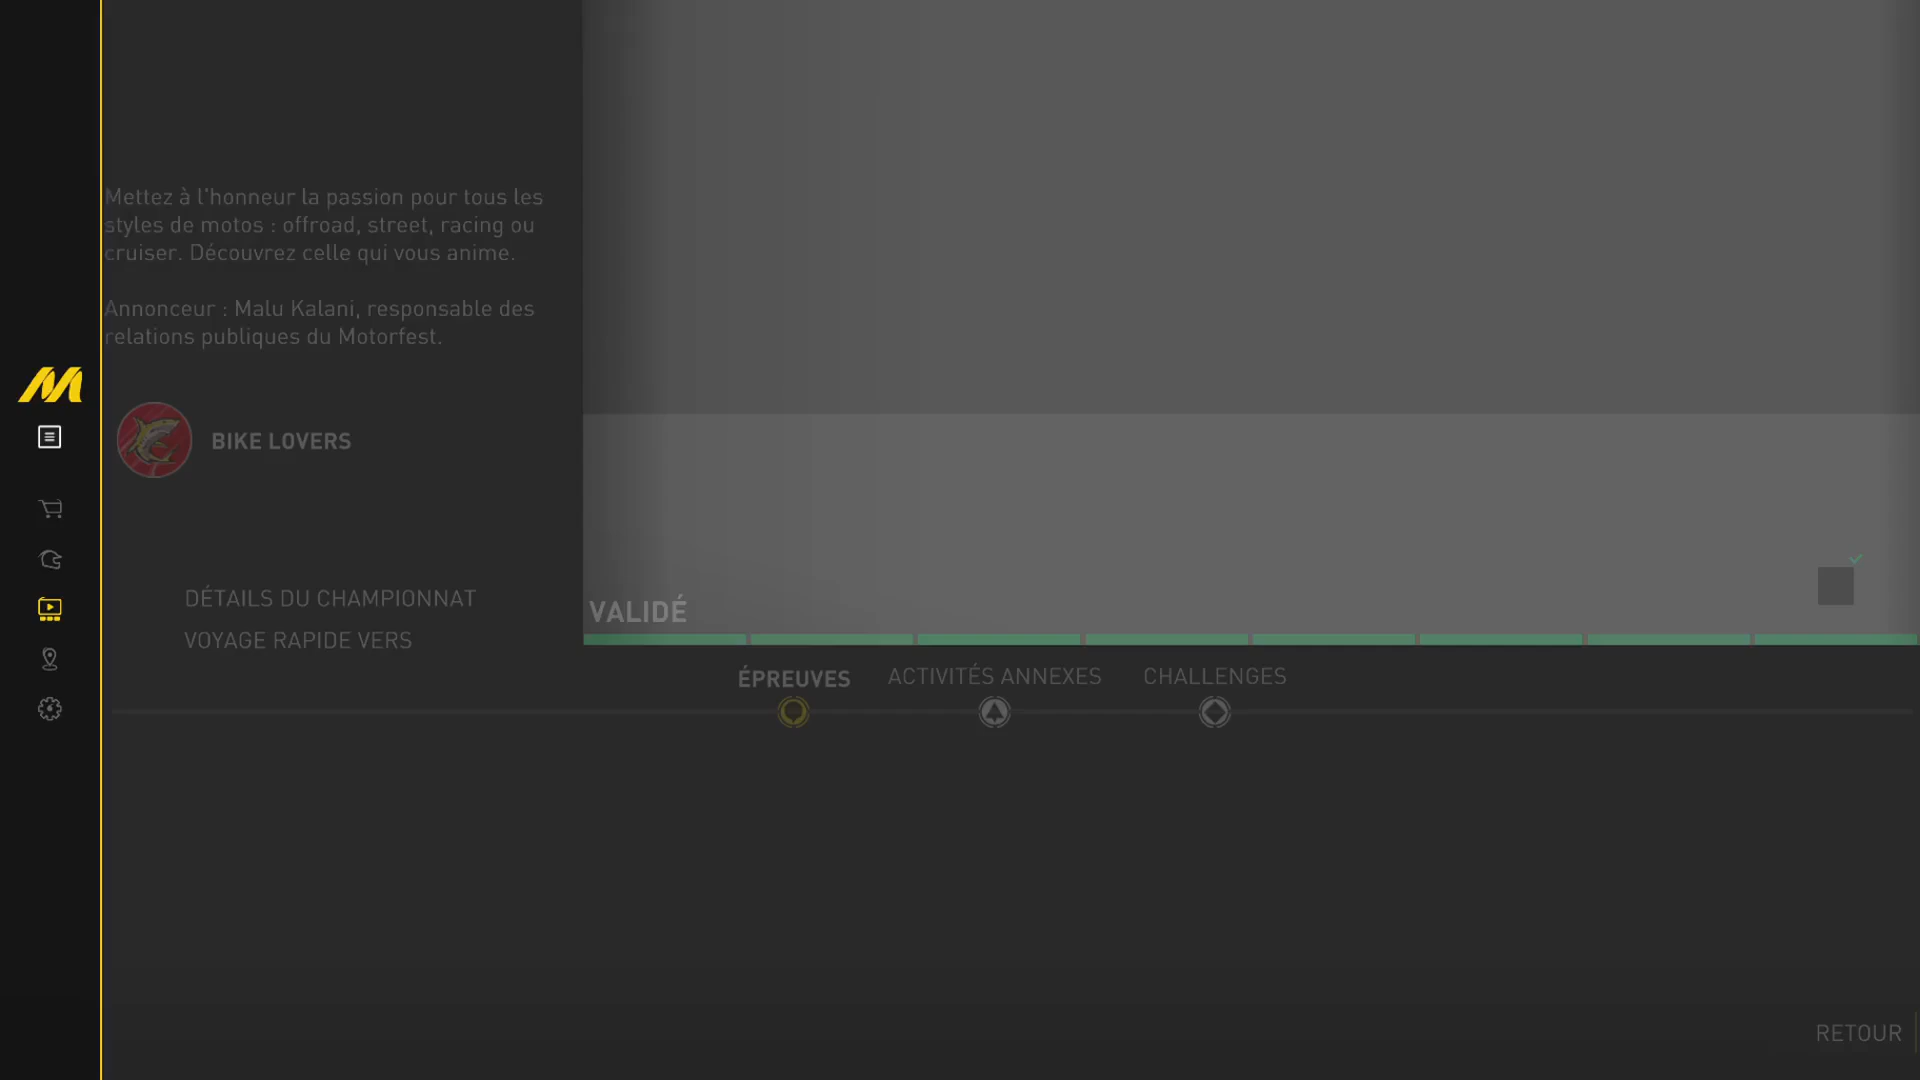 Mettez à l'honneur la passion pour tous les
styles de motos : offroad, street, racing ou
cruiser. Découvrez celle qui vous anime.
Annonceur : Malu Kalani, responsable des
relations publiques du Motorfest.
BIKE LOVERS
DÉTAILS DU CHAMPIONNAT
VOYAGE RAPIDE VERS
VALIDÉ
ÉPREUVES
ACTIVITÉS ANNEXES
CHALLENGES
RETOUR